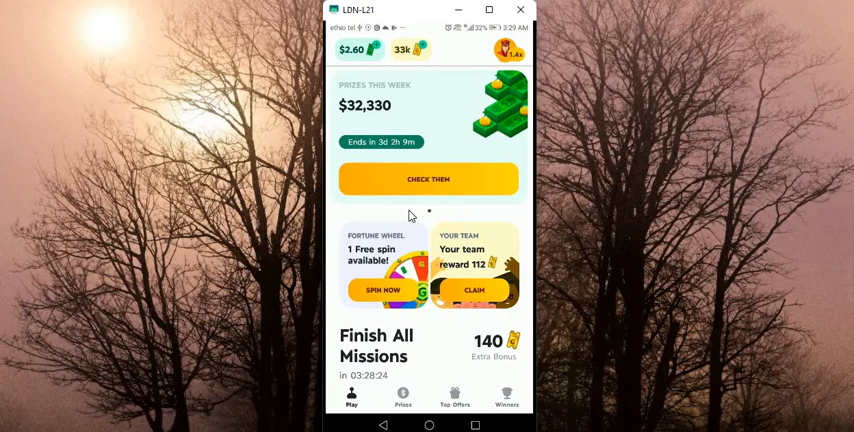 LDN-L21
ethio tel
32% 3:29 AM
$2.60 33k 1.4x
PRIZES THIS WEEK
$32,330
Ends in 3d 2h 9m
CHECK THEM
FORTUNE WHEEL
1 Free spin
available!
SPIN NOW
YOUR TEAM
Your team
reward 112
CLAIM
Finish All
Missions
in 03:28:24
140
Extra Bonus
Play Prizes Top Offers Winners